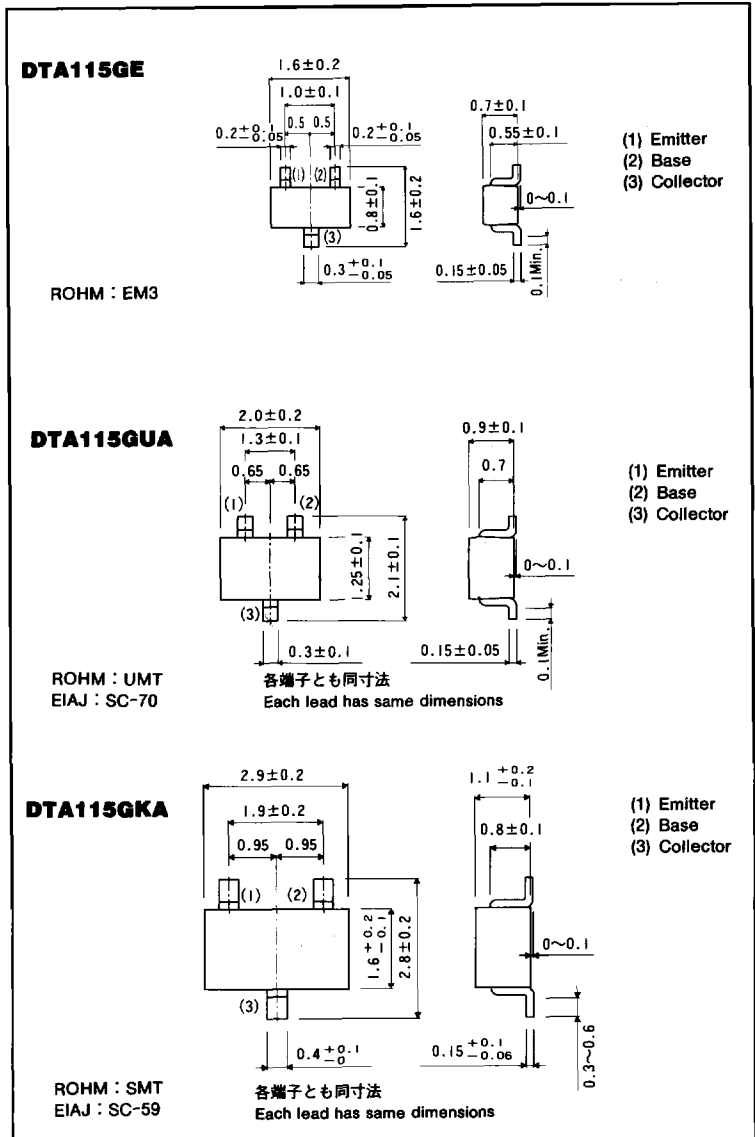 DTA115GE
1.6±0.2
1.0±0.1
0.5 0.5
0.2+0.1-0.05 0.2+0.1-0.05
(1) (2)
(3)
0.8±0.1
1.6±0.2
0.3+0.1-0.05
0.7±0.1
0.55±0.1
0~0.1
0.15±0.05
0.1Min.
(1) Emitter
(2) Base
(3) Collector
ROHM : EM3
DTA115GUA
2.0±0.2
1.3±0.1
0.65 0.65
(1) (2)
(3)
1.25±0.1
2.1±0.1
0.3±0.1
0.9±0.1
0.7
0~0.1
0.15±0.05
0.1Min.
(1) Emitter
(2) Base
(3) Collector
ROHM : UMT
EIAJ : SC-70
各端子とも同寸法
Each lead has same dimensions
DTA115GKA
2.9±0.2
1.9±0.2
0.95 0.95
(1) (2)
(3)
1.6+0.2-0.1
2.8±0.2
0.4+0.1-0
1.1+0.2-0.1
0.8±0.1
0~0.1
0.15+0.1-0.06
0.3~0.6
(1) Emitter
(2) Base
(3) Collector
ROHM : SMT
EIAJ : SC-59
各端子とも同寸法
Each lead has same dimensions